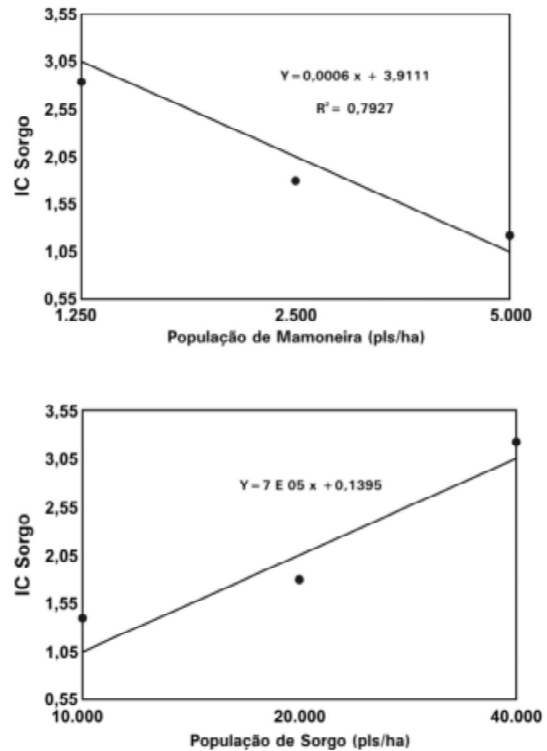 3,55
3,05
2,55
2,05
1,55
1,05
0,55
IC Sorgo
Y=0,0006 x + 3,9111
R² = 0,7927
1.250 2.500 5.000
População de Mamoneira (pls/ha)
3,55
3,05
2,55
2,05
1,55
1,05
0,55
IC Sorgo
Y=7 E 05 x +0,1395
10.000 20.000 40.000
População de Sorgo (pls/ha)